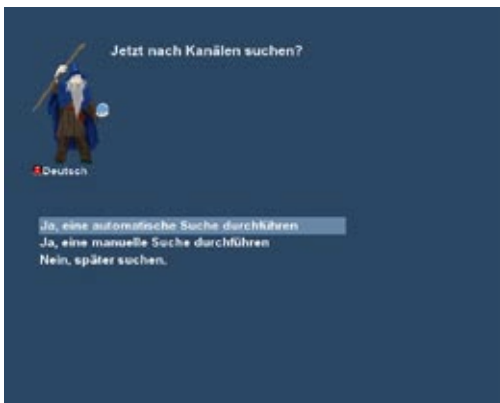 Jetzt nach Kanälen suchen?
Deutsch
Ja, eine automatische Suche durchführen
Ja, eine manuelle Suche durchführen
Nein, später suchen.